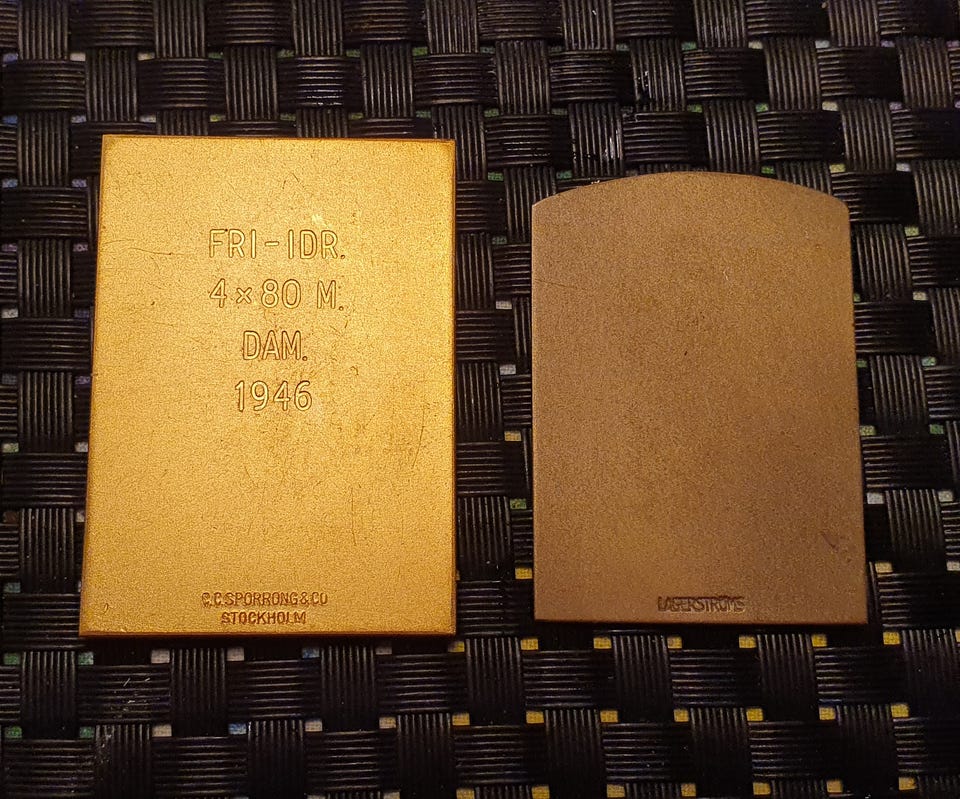 FRI-IDR.
4×80 M.
DAM.
1946
C.C. SPORRONG & CO
STOCKHOLM
LAGERSTRÖMS